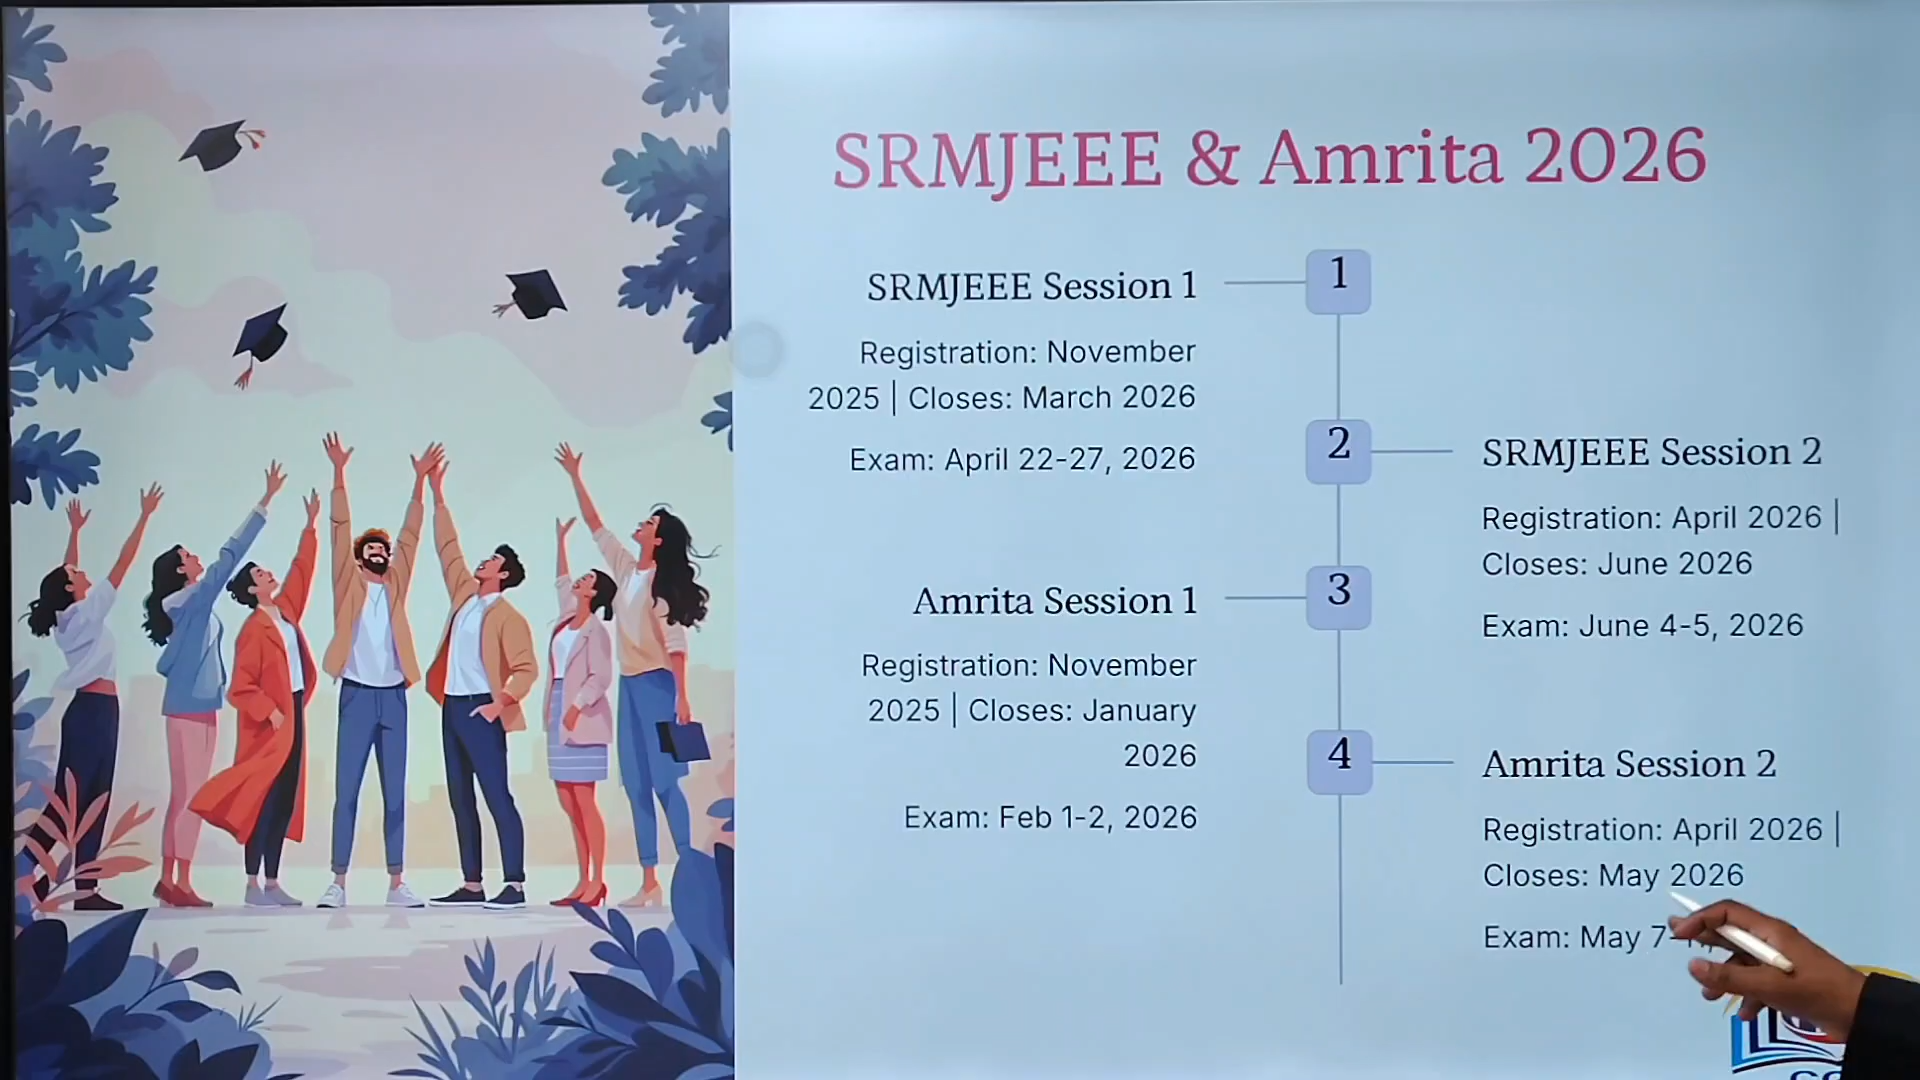 SRMJEEE & Amrita 2026
1
SRMJEEE Session 1
Registration: November
2025 | Closes: March 2026
Exam: April 22-27, 2026
2
SRMJEEE Session 2
Registration: April 2026 |
Closes: June 2026
Exam: June 4-5, 2026
3
Amrita Session 1
Registration: November
2025 | Closes: January
2026
Exam: Feb 1-2, 2026
4
Amrita Session 2
Registration: April 2026 |
Closes: May 2026
Exam: May 7-